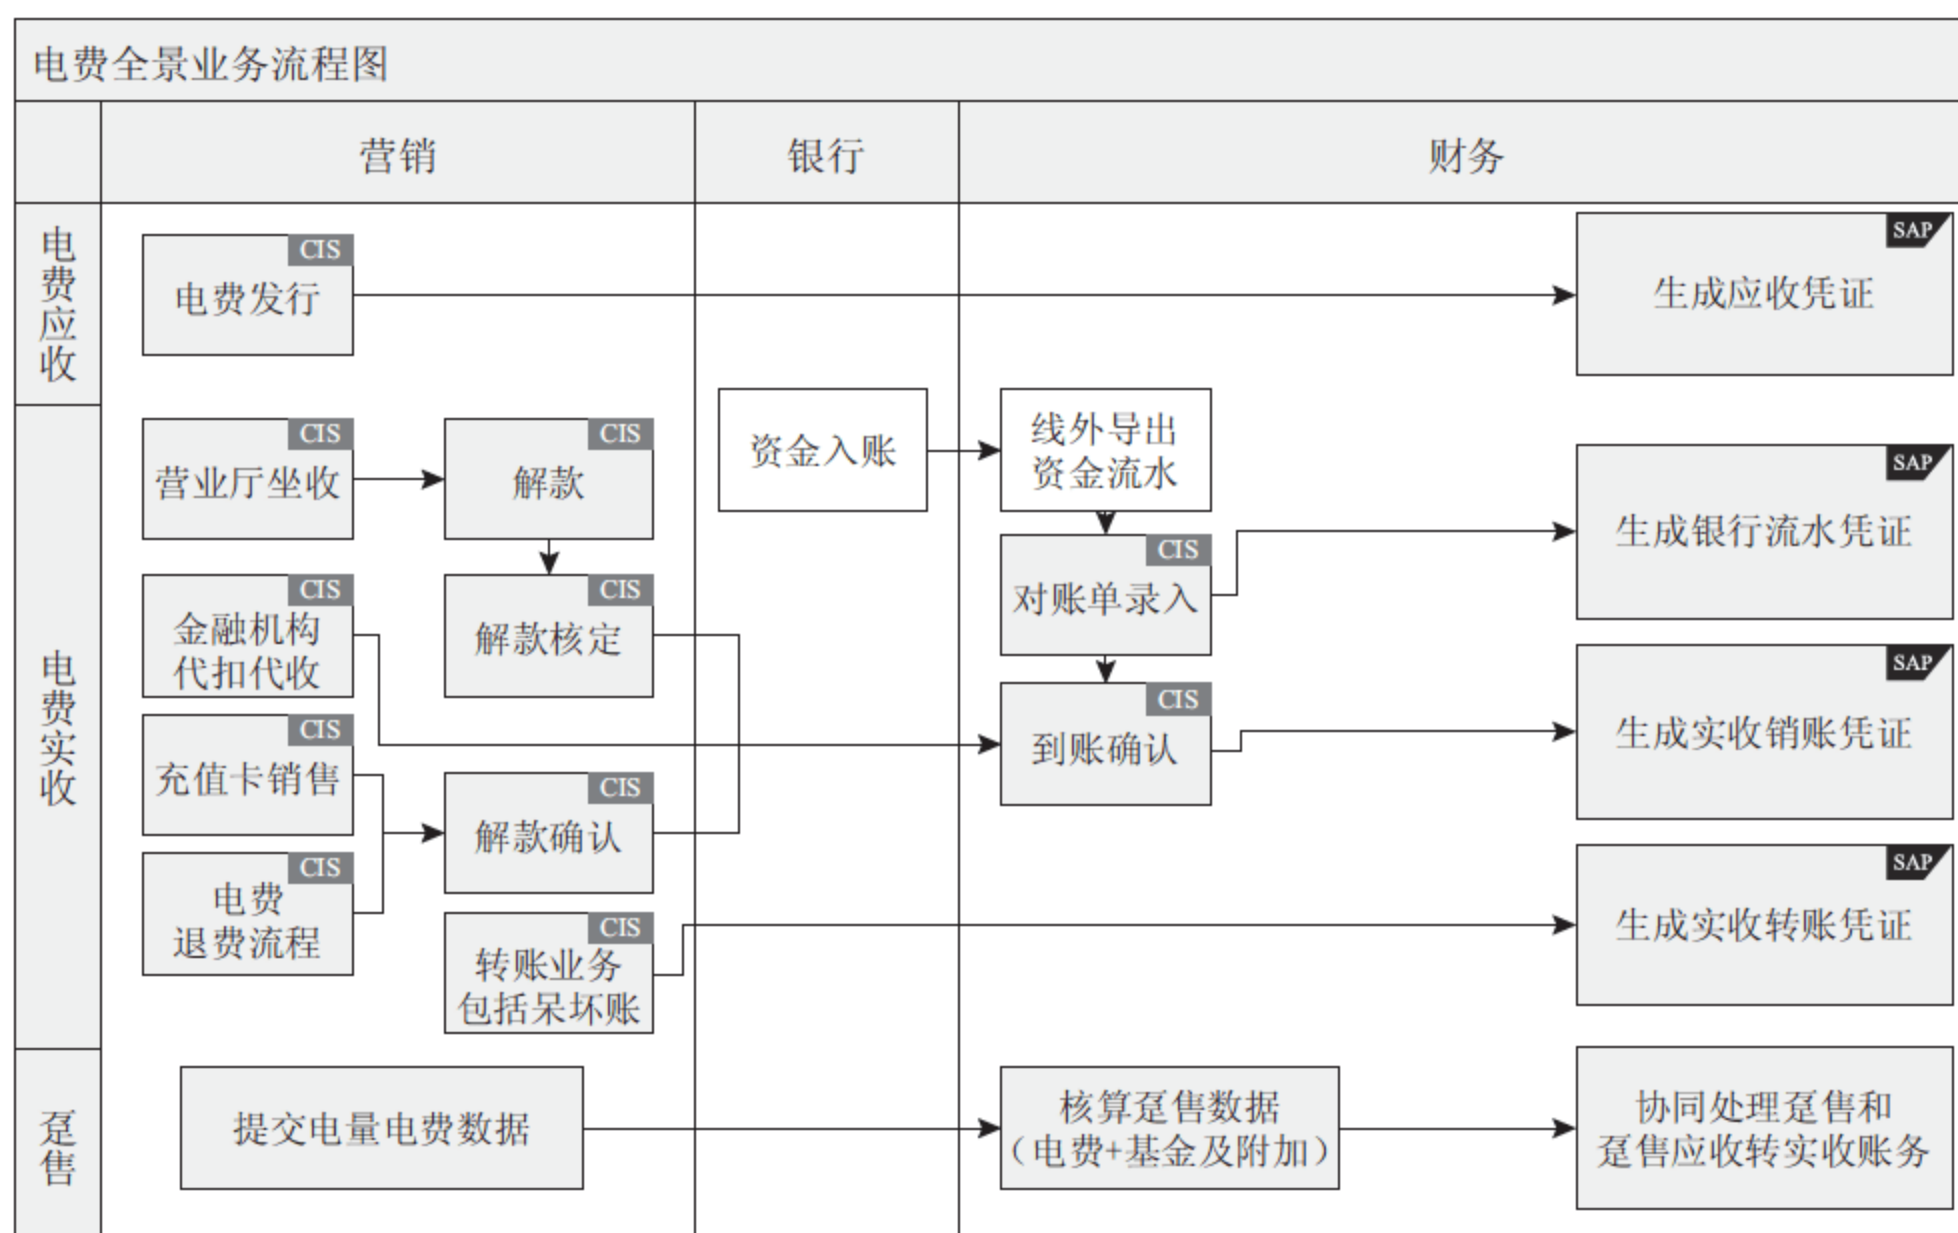 电费全景业务流程图
营销
银行
财务
电费应收
CIS
电费发行
SAP
生成应收凭证
电费实收
CIS
营业厅坐收
CIS
解款
资金入账
线外导出
资金流水
SAP
生成银行流水凭证
CIS
金融机构
代扣代收
CIS
解款核定
CIS
对账单录入
SAP
生成实收销账凭证
CIS
充值卡销售
CIS
解款确认
CIS
到账确认
CIS
电费
退费流程
CIS
转账业务
包括呆坏账
SAP
生成实收转账凭证
趸售
提交电量电费数据
核算趸售数据
（电费+基金及附加）
协同处理趸售和
趸售应收转实收账务